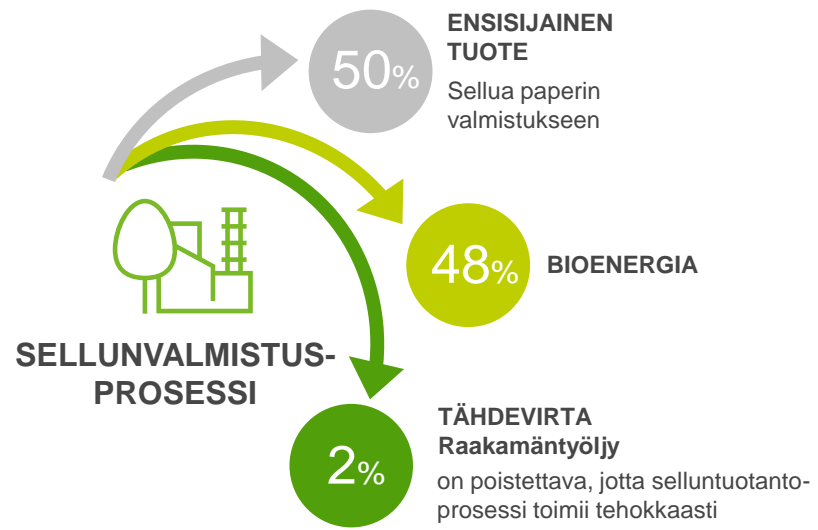 ENSISIJAINEN
TUOTE
50%
Sellua paperin
valmistukseen
48%
BIOENERGIA
SELLUNVALMISTUS-
PROSESSI
2%
TÄHDEVIRTA
Raakamäntyöljy
on poistettava, jotta selluntuotanto-
prosessi toimii tehokkaasti